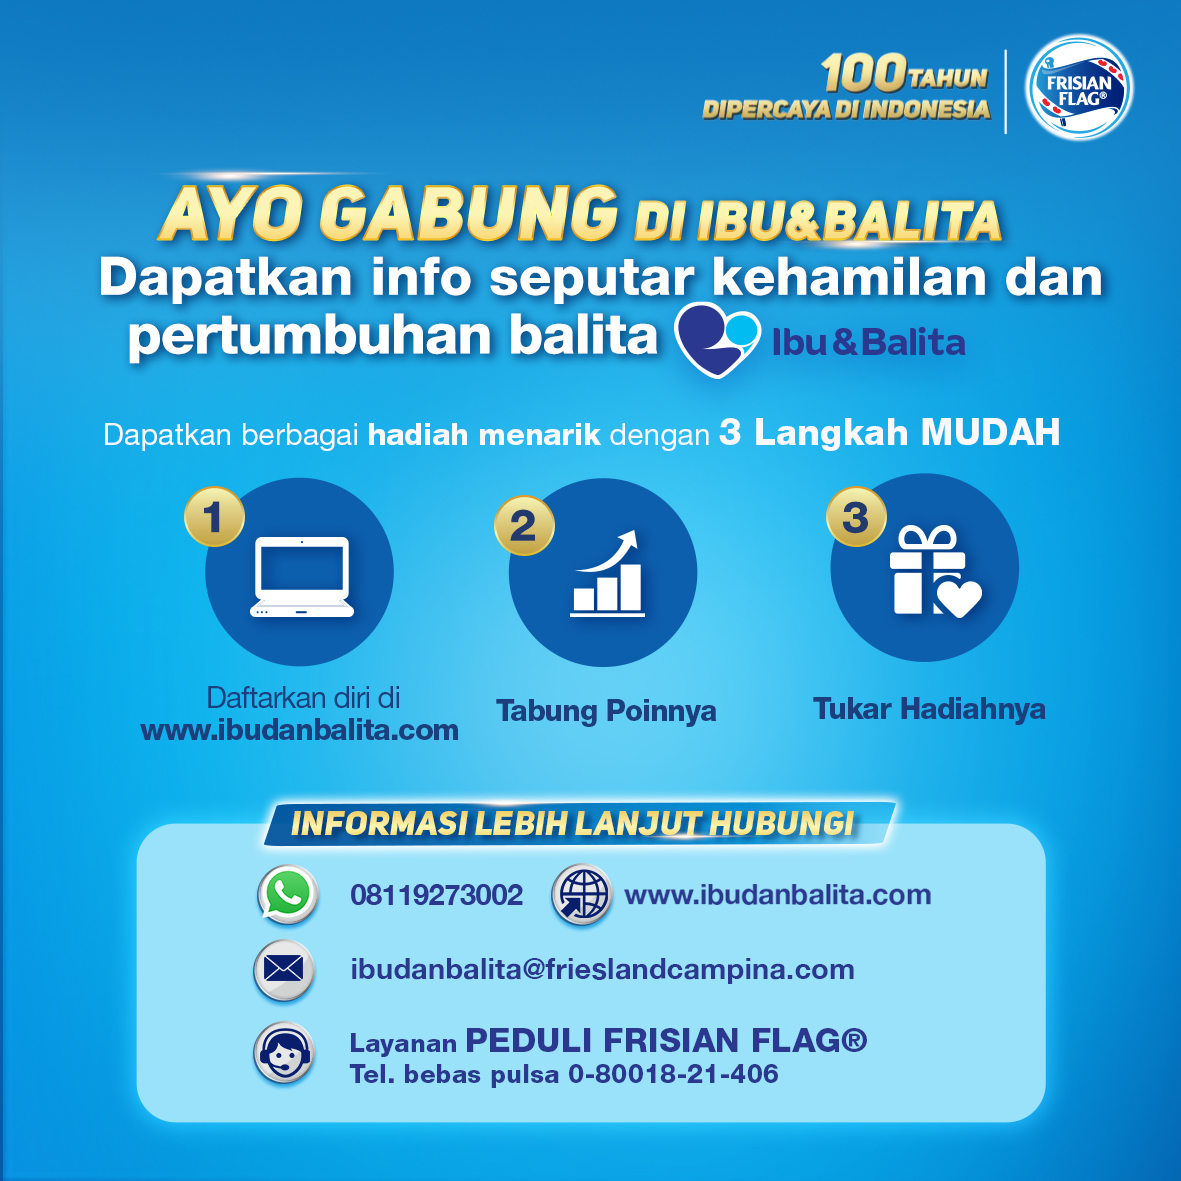 100 TAHUN
DIPERCAYA DI INDONESIA
FRISIAN
FLAG®
AYO GABUNG DI IBU&BALITA
Dapatkan info seputar kehamilan dan
pertumbuhan balita Ibu & Balita
Dapatkan berbagai hadiah menarik dengan 3 Langkah MUDAH
1
2
3
Daftarkan diri di
www.ibudanbalita.com
Tabung Poinnya
Tukar Hadiahnya
INFORMASI LEBIH LANJUT HUBUNGI
08119273002 www.ibudanbalita.com
ibudanbalita@frieslandcampina.com
Layanan PEDULI FRISIAN FLAG®
Tel. bebas pulsa 0-80018-21-406